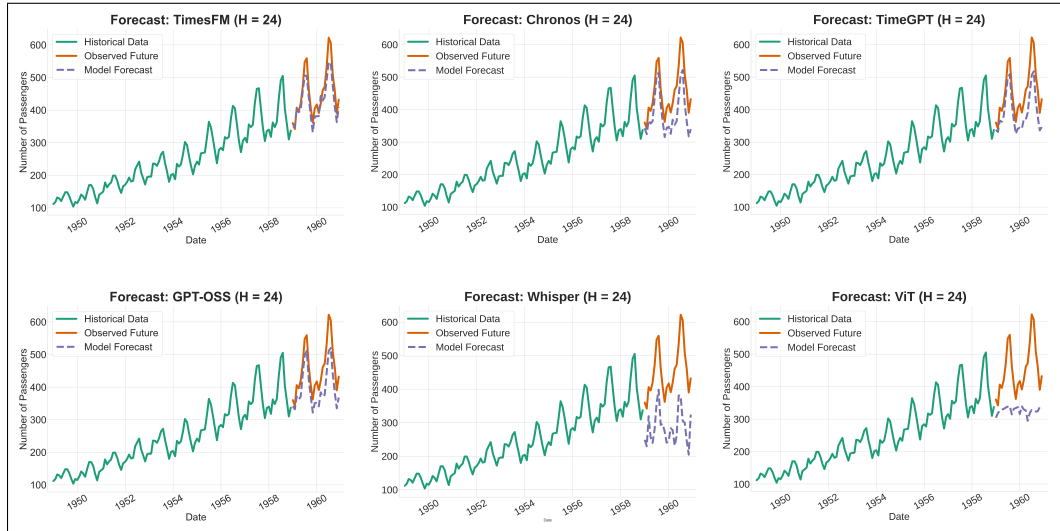 Forecast: TimesFM (H = 24)
Historical Data
Observed Future
Model Forecast
Number of Passengers
600
500
400
300
200
100
1950
1952
1954
1956
1958
1960
Date
Forecast: Chronos (H = 24)
Historical Data
Observed Future
Model Forecast
Number of Passengers
600
500
400
300
200
100
1950
1952
1954
1956
1958
1960
Date
Forecast: TimeGPT (H = 24)
Historical Data
Observed Future
Model Forecast
Number of Passengers
600
500
400
300
200
100
1950
1952
1954
1956
1958
1960
Date
Forecast: GPT-OSS (H = 24)
Historical Data
Observed Future
Model Forecast
Number of Passengers
600
500
400
300
200
100
1950
1952
1954
1956
1958
1960
Date
Forecast: Whisper (H = 24)
Historical Data
Observed Future
Model Forecast
Number of Passengers
600
500
400
300
200
100
1950
1952
1954
1956
1958
1960
Date
Forecast: ViT (H = 24)
Historical Data
Observed Future
Model Forecast
Number of Passengers
600
500
400
300
200
100
1950
1952
1954
1956
1958
1960
Date